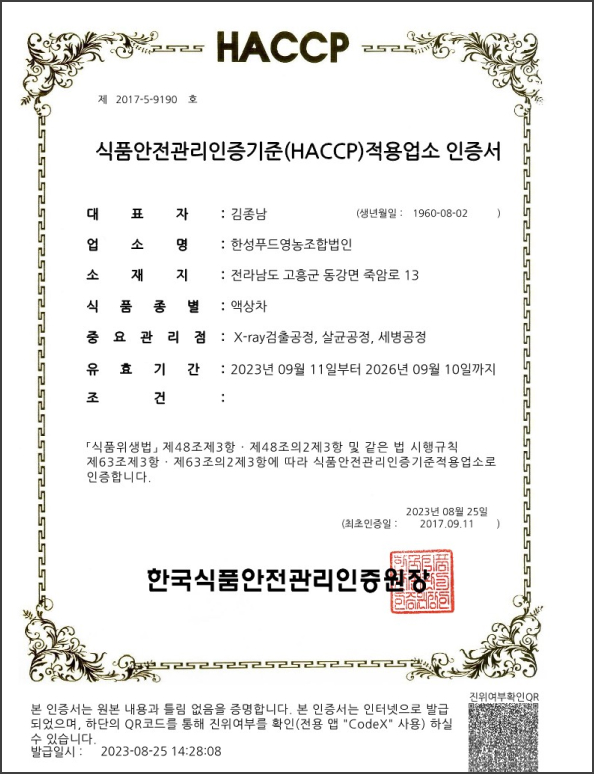 HACCP
제 2017-5-9190 호
식품안전관리인증기준(HACCP)적용업소 인증서
대 표 자 : 김종남 (생년월일 : 1960-08-02 )
업 소 명 : 한성푸드영농조합법인
소 재 지 : 전라남도 고흥군 동강면 죽암로 13
식 품 종 별 : 액상차
중 요 관 리 점 : X-ray검출공정, 살균공정, 세병공정
유 효 기 간 : 2023년 09월 11일부터 2026년 09월 10일까지
조 건 :
「식품위생법」 제48조제3항 · 제48조의2제3항 및 같은 법 시행규칙
제63조제3항 · 제63조의2제3항에 따라 식품안전관리인증기준적용업소로
인증합니다.
2023년 08월 25일
(최초인증일 : 2017.09.11 )
한국식품안전관리인증원장
진위여부확인QR
본 인증서는 원본 내용과 틀림 없음을 증명합니다. 본 인증서는 인터넷으로 발급
되었으며, 하단의 QR코드를 통해 진위여부를 확인(전용 앱 "CodeX" 사용) 하실
수 있습니다.
발급일시 : 2023-08-25 14:28:08